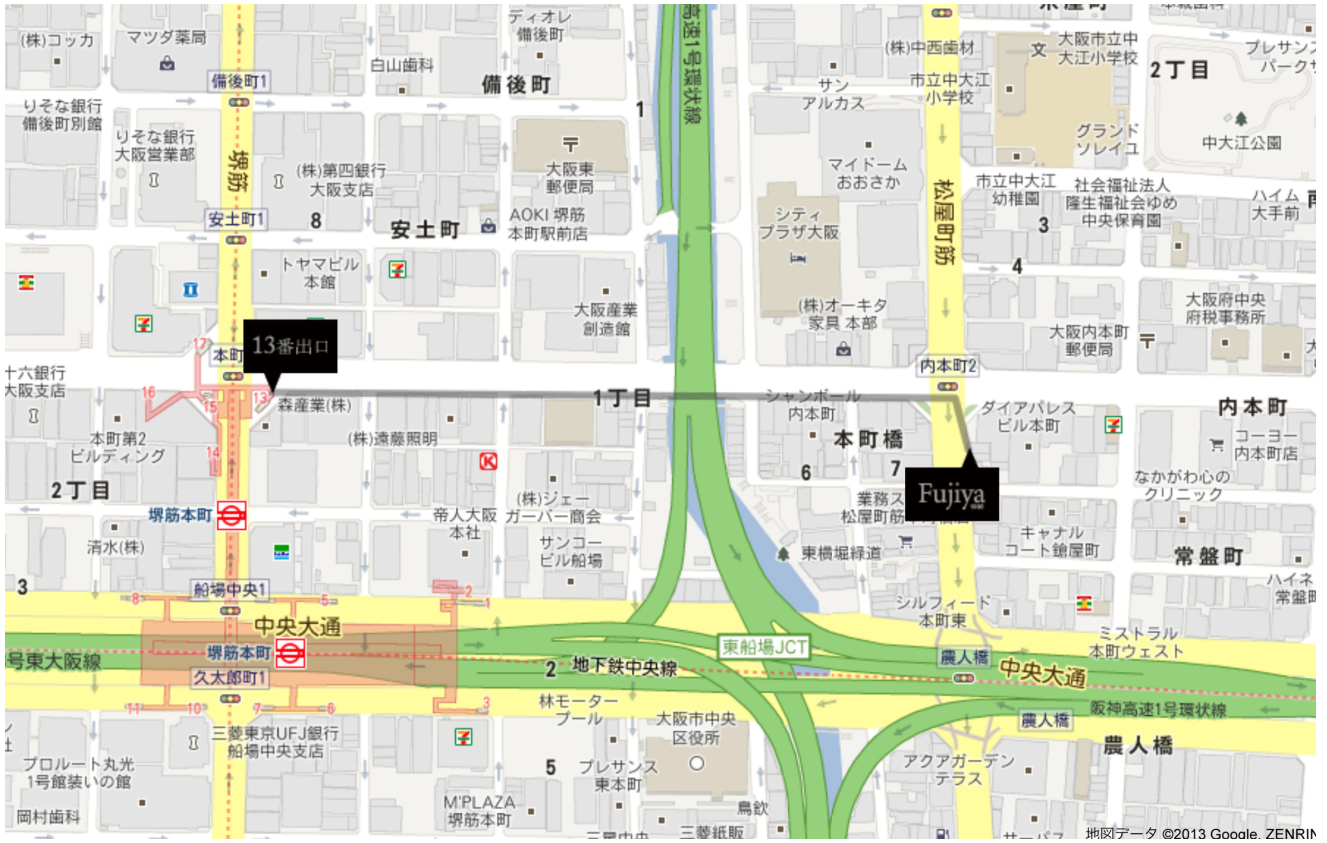 (株)コッカ
マツダ薬局
備後町1
ディオレ
備後町
白山歯科
備後町
高速1号環状線
サン
アルカス
(株)中西歯材
市立中大江
小学校
大阪市立中
大江小学校
2丁目
りそな銀行
備後町別館
りそな銀行
大阪営業部
堺筋
(株)第四銀行
大阪支店
大阪東
郵便局
1
マイドーム
おおさか
グランド
ソレイユ
中大江公園
安土町1
8
安土町
AOKI 堺筋
本町駅前店
シティ
プラザ大阪
松屋町筋
市立中大江
幼稚園
社会福祉法人
隆生福祉会ゆめ
中央保育園
3
ハイム
大手前
4
トヤマビル
本館
大阪産業
創造館
(株)オーキタ
家具 本部
大阪内本町
郵便局
大阪府中央
府税事務所
17
本町
13番出口
内本町2
十六銀行
大阪支店
16
15
13
森産業(株)
1丁目
シャンボール
内本町
ダイアパレス
ビル本町
内本町
本町第2
ビルディング
14
(株)遠藤照明
本町橋
コーヨー
内本町店
2丁目
6
7
Fujiya
なかがわ心の
クリニック
堺筋本町
帝人大阪
本社
(株)ジェー
ガーバー商会
業務ス
松屋町筋
清水(株)
サンコー
ビル船場
東横堀緑道
キャナル
コート鎗屋町
常盤町
3
船場中央1
8
5
2
1
シルフィード
本町東
中央大通
堺筋本町
号東大阪線
久太郎町1
2
地下鉄中央線
東船場JCT
農人橋
中央大通
ミストラル
本町ウェスト
11
10
7
6
3
林モーター
プール
大阪市中央
区役所
農人橋
阪神高速1号環状線
農人橋
三菱東京UFJ銀行
船場中央支店
プロルート丸光
1号館装いの館
5
プレサンス
東本町
アクアガーデン
テラス
岡村歯科
M'PLAZA
堺筋本町
鳥欽
地図データ ©2013 Google, ZENRIN